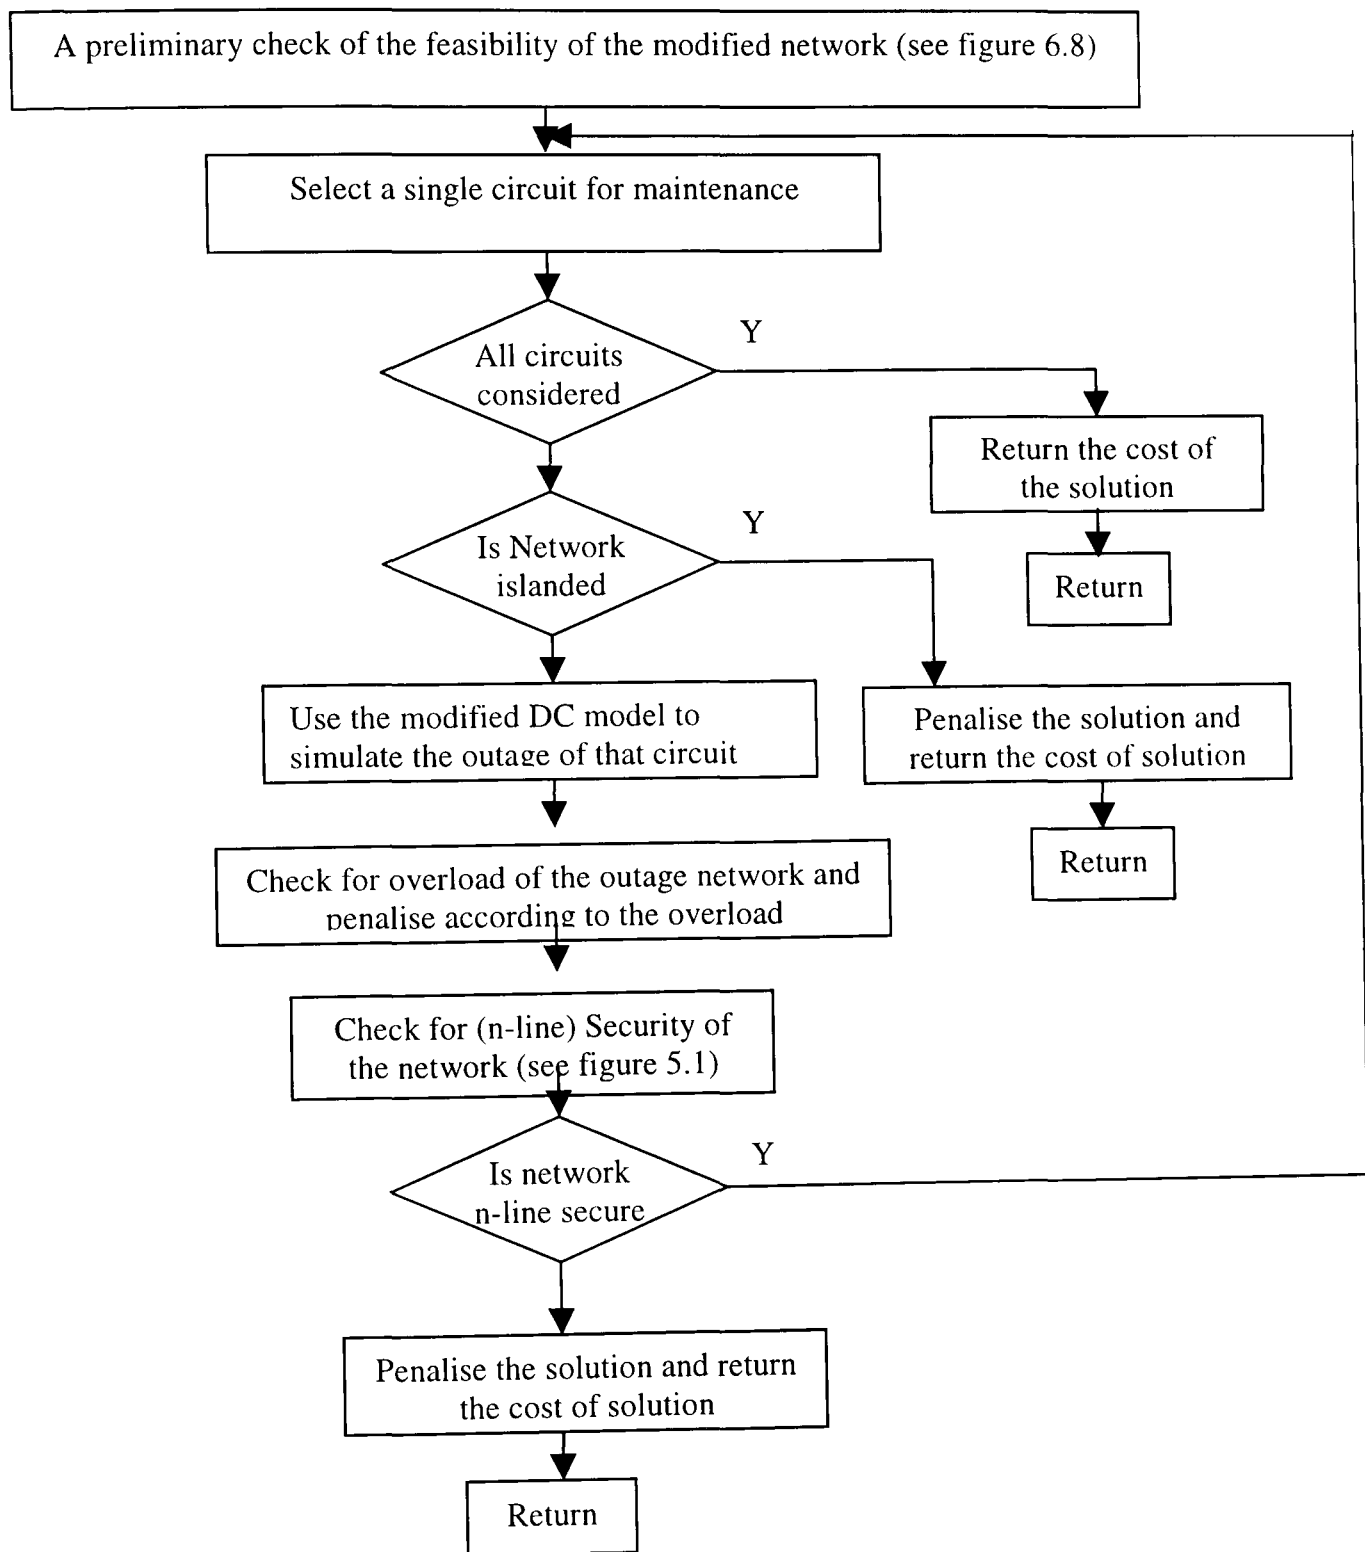 A preliminary check of the feasibility of the modified network (see figure 6.8)
Select a single circuit for maintenance
Y
All circuits
considered
Return the cost of
the solution
Y
Is Network
islanded
Return
Use the modified DC model to
simulate the outage of that circuit
Penalise the solution and
return the cost of solution
Return
Check for overload of the outage network and
penalise according to the overload
Check for (n-line) Security of
the network (see figure 5.1)
Y
Is network
n-line secure
Penalise the solution and return
the cost of solution
Return